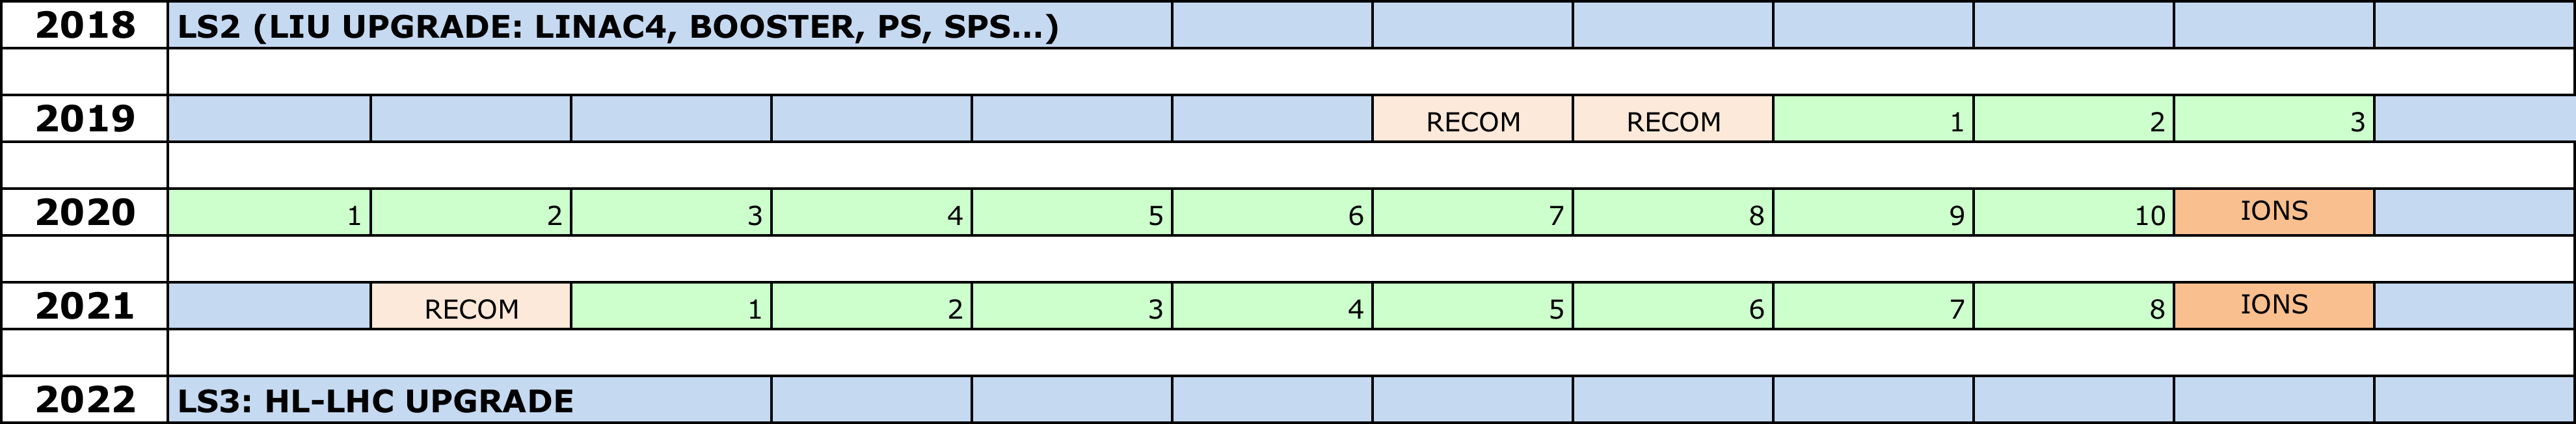 2018 LS2 (LIU UPGRADE: LINAC4, BOOSTER, PS, SPS...)
2019 RECOM RECOM 1 2 3
2020 1 2 3 4 5 6 7 8 9 10 IONS
2021 RECOM 1 2 3 4 5 6 7 8 IONS
2022 LS3: HL-LHC UPGRADE